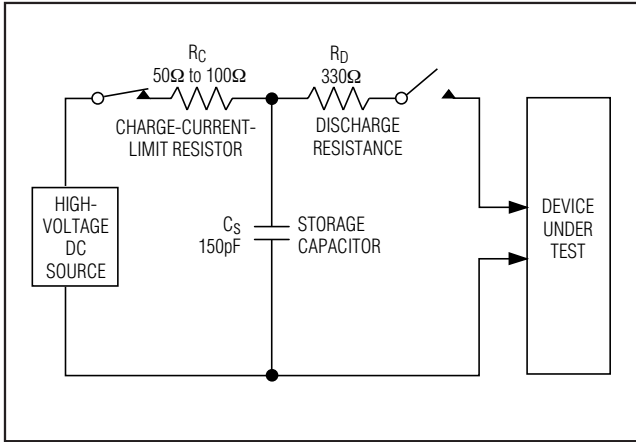 RC
50Ω to 100Ω
CHARGE-CURRENT-
LIMIT RESISTOR
RD
330Ω
DISCHARGE
RESISTANCE
HIGH-
VOLTAGE
DC
SOURCE
CS
150pF
STORAGE
CAPACITOR
DEVICE
UNDER
TEST